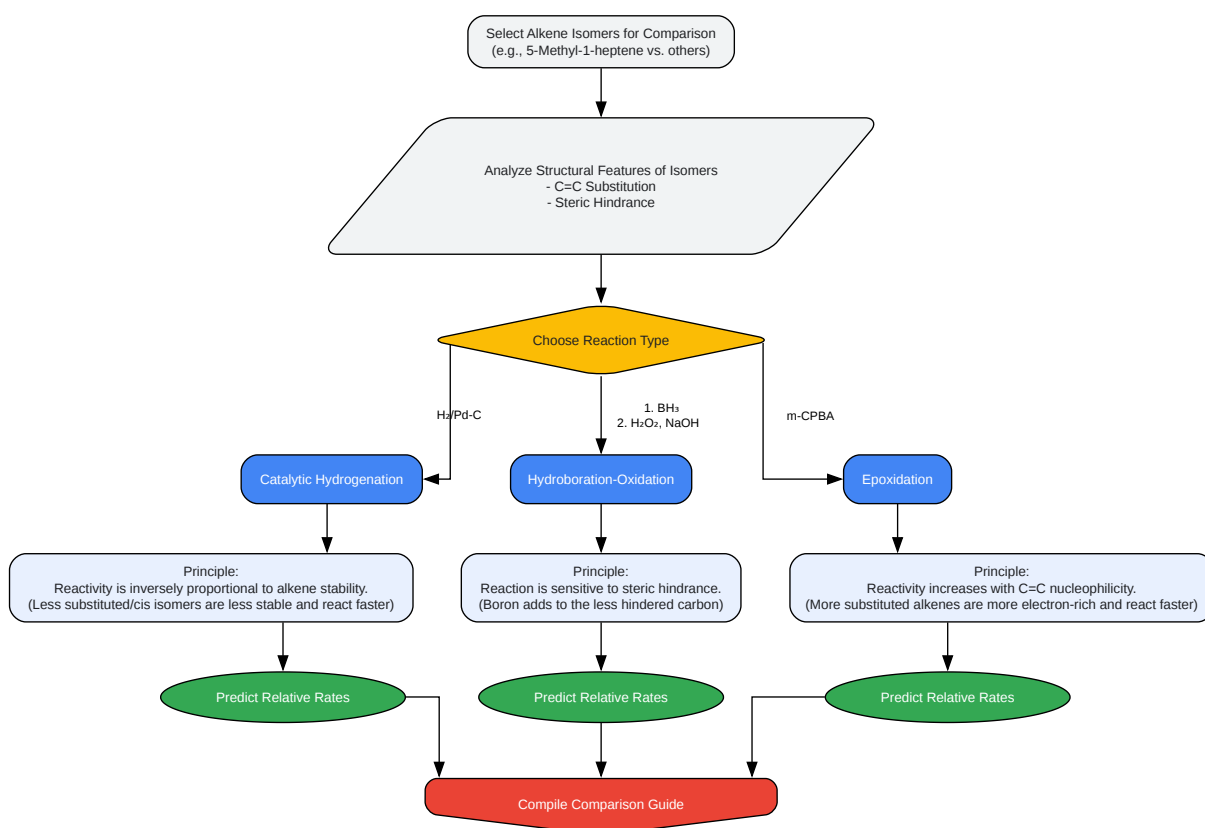 Select Alkene Isomers for Comparison
(e.g., 5-Methyl-1-heptene vs. others)
Analyze Structural Features of Isomers
- C=C Substitution
- Steric Hindrance
Choose Reaction Type
H₂/Pd-C
1. BH₃
2. H₂O₂, NaOH
m-CPBA
Catalytic Hydrogenation
Hydroboration-Oxidation
Epoxidation
Principle:
Reactivity is inversely proportional to alkene stability.
(Less substituted/cis isomers are less stable and react faster)
Principle:
Reaction is sensitive to steric hindrance.
(Boron adds to the less hindered carbon)
Principle:
Reactivity increases with C=C nucleophilicity.
(More substituted alkenes are more electron-rich and react faster)
Predict Relative Rates
Predict Relative Rates
Predict Relative Rates
Compile Comparison Guide